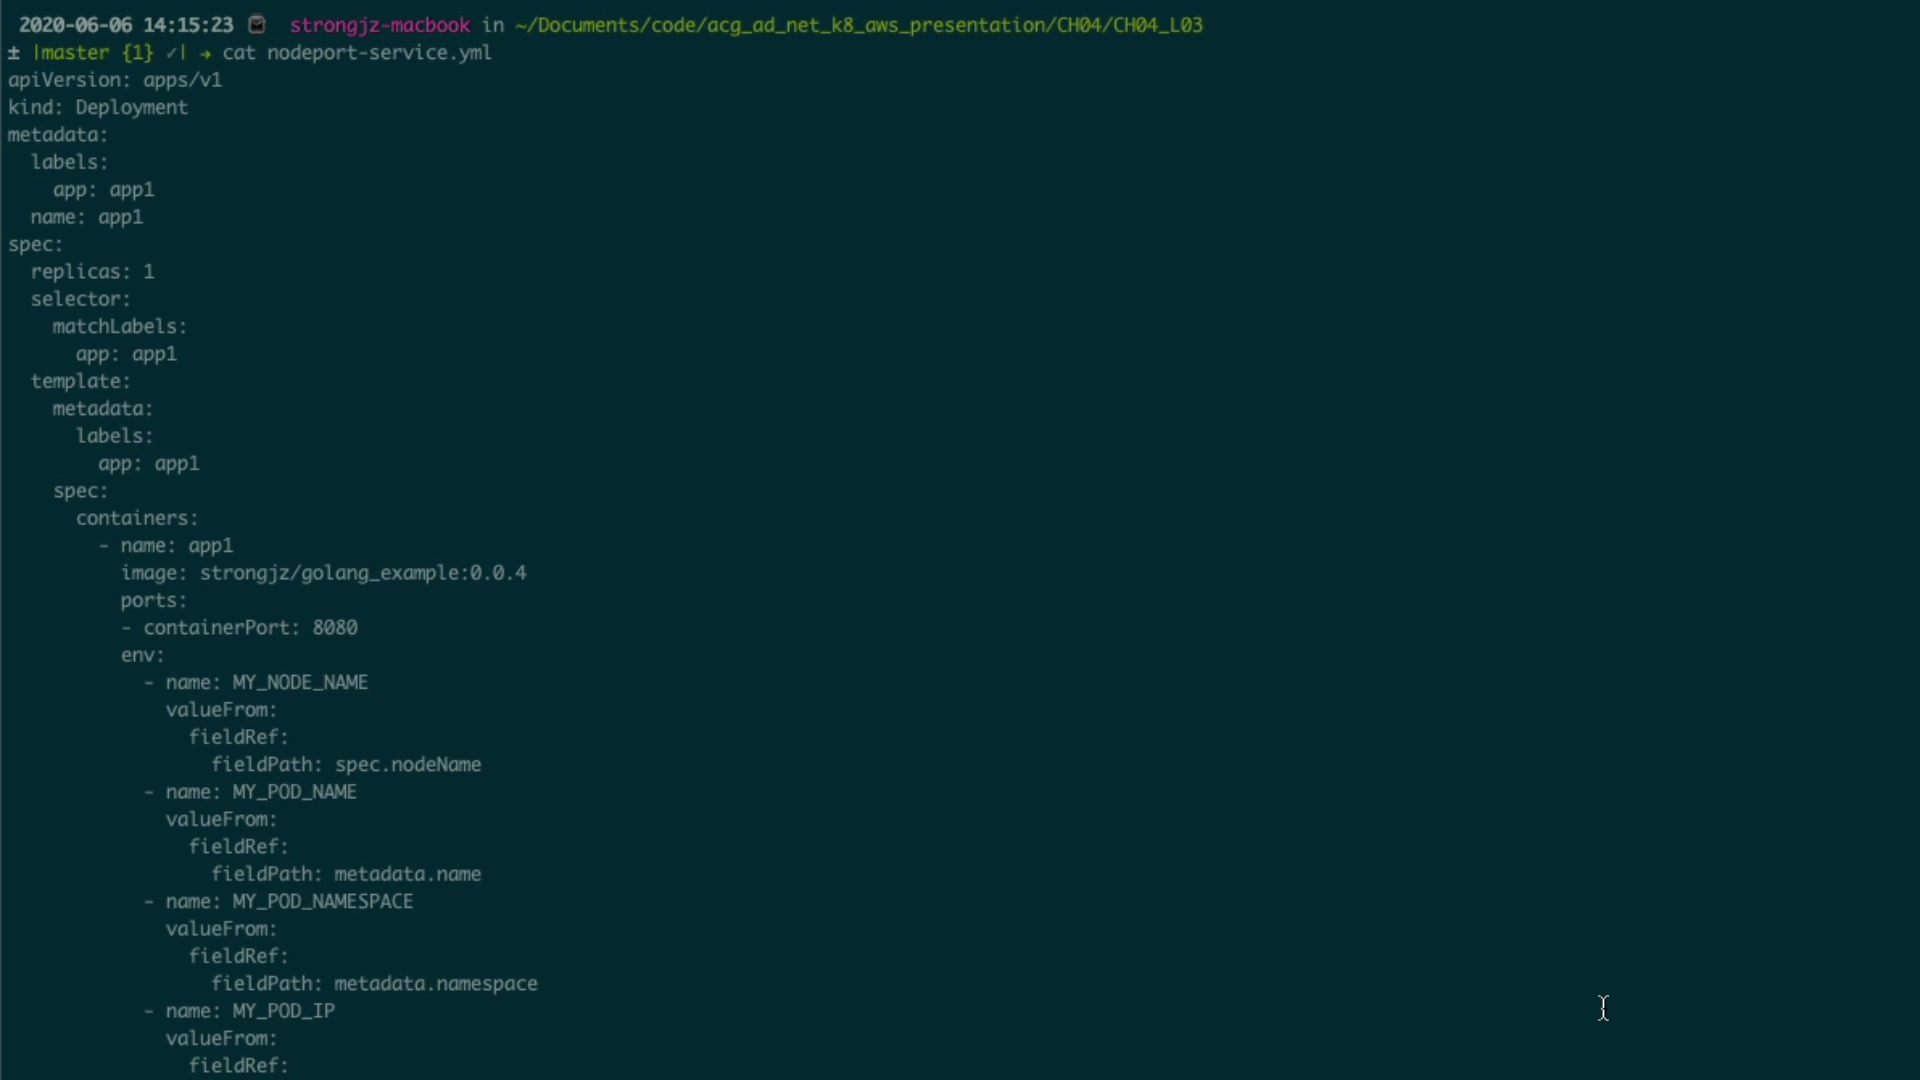 2020-06-06 14:15:23 strongjz-macbook in ~/Documents/code/acg_ad_net_k8_aws_presentation/CH04/CH04_L03
± |master {1} ✓| → cat nodeport-service.yml
apiVersion: apps/v1
kind: Deployment
metadata:
  labels:
    app: app1
  name: app1
spec:
  replicas: 1
  selector:
    matchLabels:
      app: app1
  template:
    metadata:
      labels:
        app: app1
    spec:
      containers:
        - name: app1
          image: strongjz/golang_example:0.0.4
          ports:
          - containerPort: 8080
          env:
            - name: MY_NODE_NAME
              valueFrom:
                fieldRef:
                  fieldPath: spec.nodeName
            - name: MY_POD_NAME
              valueFrom:
                fieldRef:
                  fieldPath: metadata.name
            - name: MY_POD_NAMESPACE
              valueFrom:
                fieldRef:
                  fieldPath: metadata.namespace
            - name: MY_POD_IP
              valueFrom:
                fieldRef: